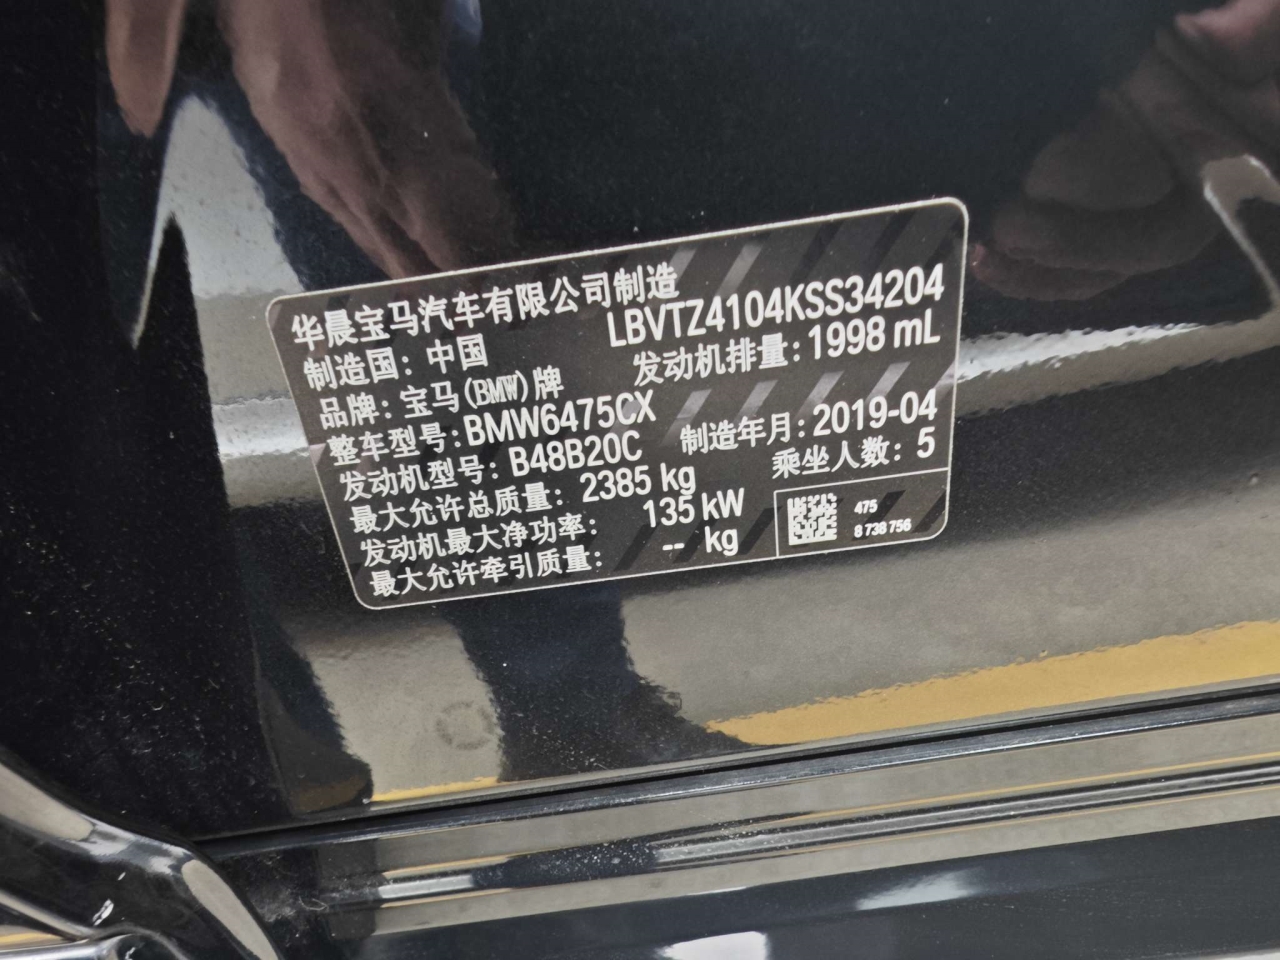 华晨宝马汽车有限公司制造
LBVTZ4104KSS34204
制造国：中国
发动机排量：1998 mL
品牌：宝马(BMW)牌
整车型号：BMW6475CX
制造年月：2019-04
发动机型号：B48B20C
乘坐人数：5
最大允许总质量：2385 kg
发动机最大净功率：135 kW
最大允许牵引质量：-- kg
475
8 738 756